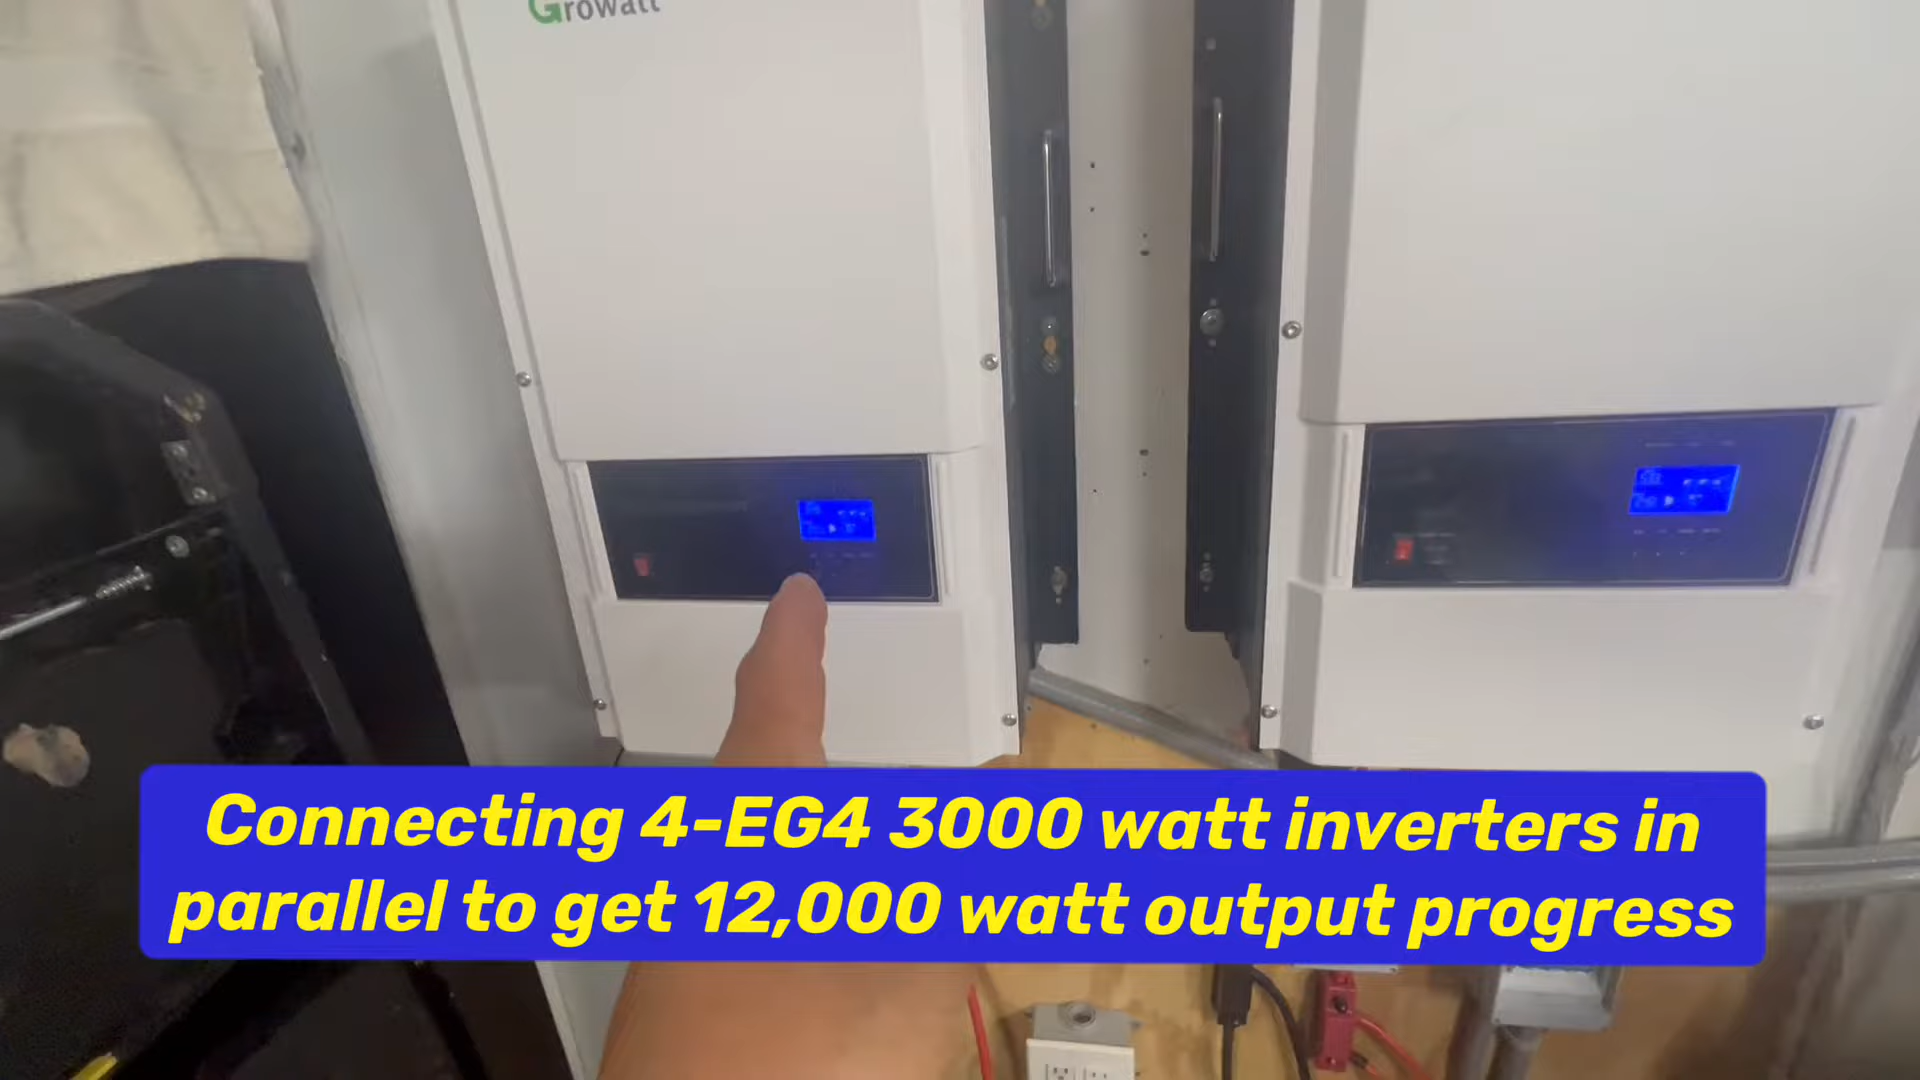 Growatt
Connecting 4-EG4 3000 watt inverters in
parallel to get 12,000 watt output progress